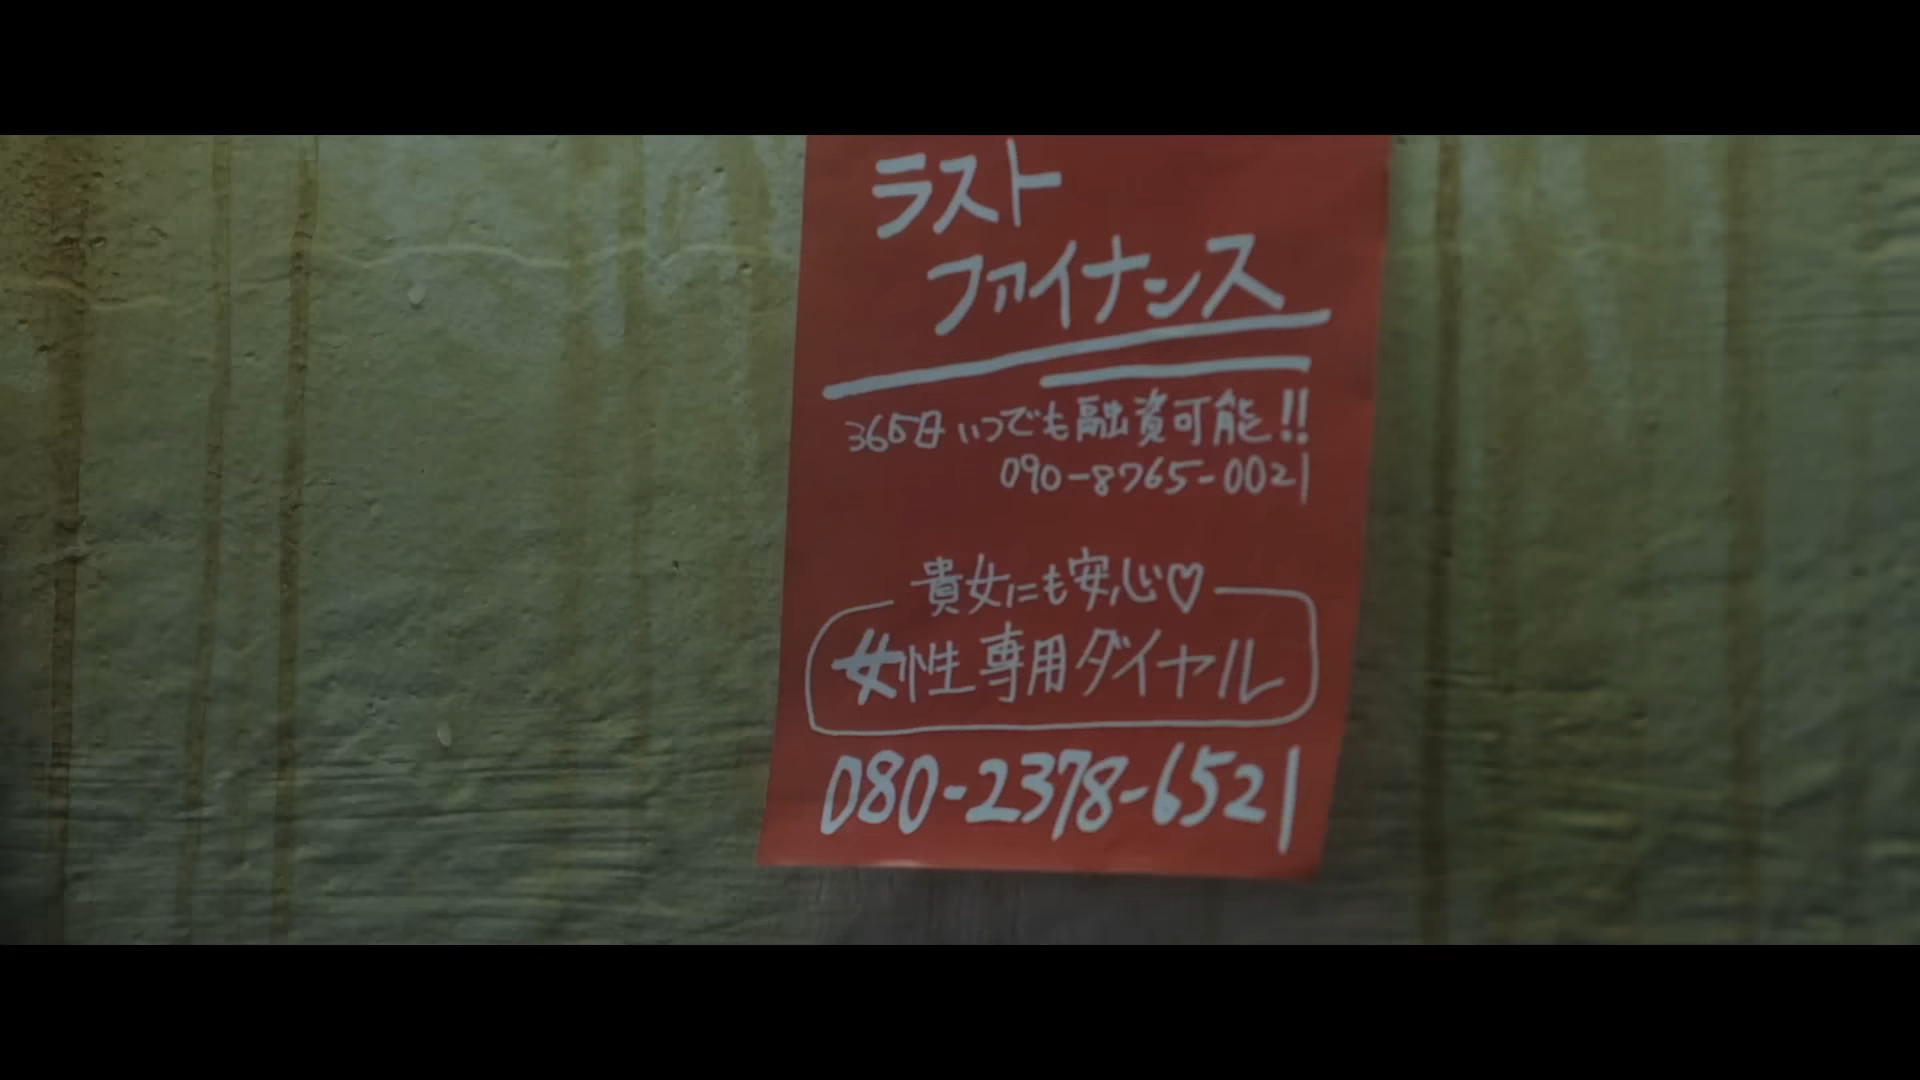 ラスト
ファイナンス
365日いつでも融資可能!!
090-8765-0021
貴女にも安心♡
女性専用ダイヤル
080-2378-6521